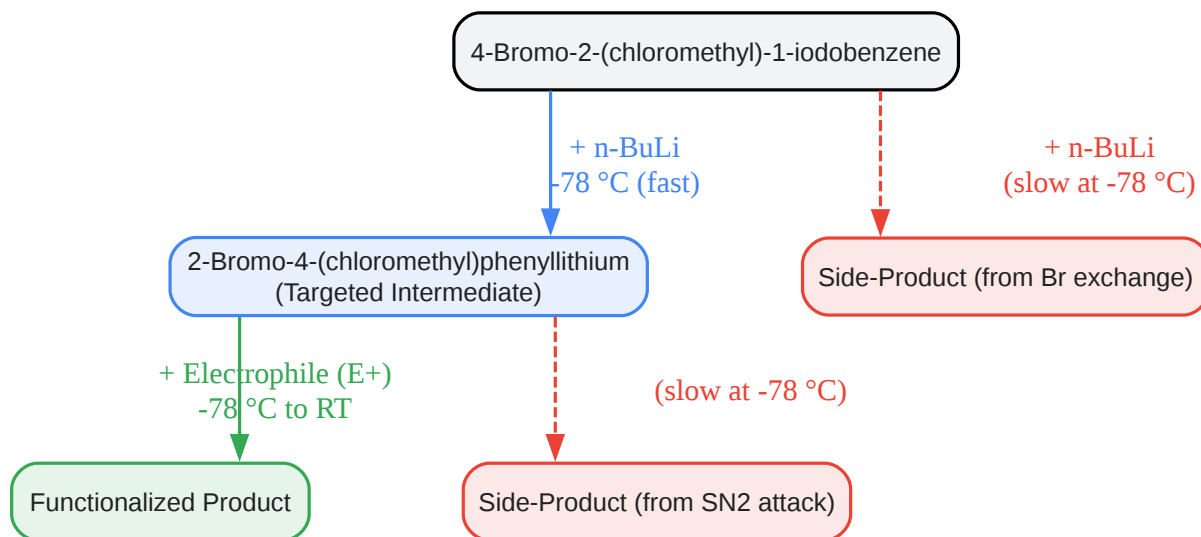 4-Bromo-2-(chloromethyl)-1-iodobenzene
+ n-BuLi
-78 °C (fast)
+ n-BuLi
(slow at -78 °C)
2-Bromo-4-(chloromethyl)phenyllithium
(Targeted Intermediate)
Side-Product (from Br exchange)
+ Electrophile (E+)
-78 °C to RT
(slow at -78 °C)
Functionalized Product
Side-Product (from SN2 attack)